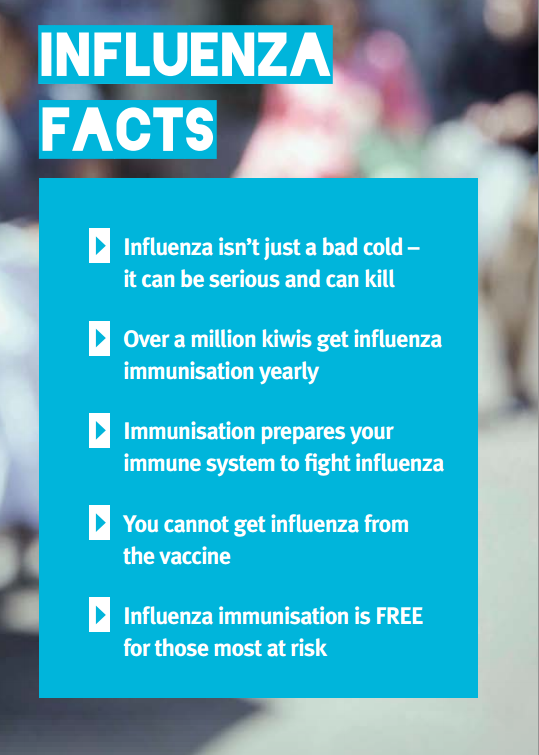 INFLUENZA
FACTS
Influenza isn't just a bad cold –
it can be serious and can kill
Over a million kiwis get influenza
immunisation yearly
Immunisation prepares your
immune system to fight influenza
You cannot get influenza from
the vaccine
Influenza immunisation is FREE
for those most at risk